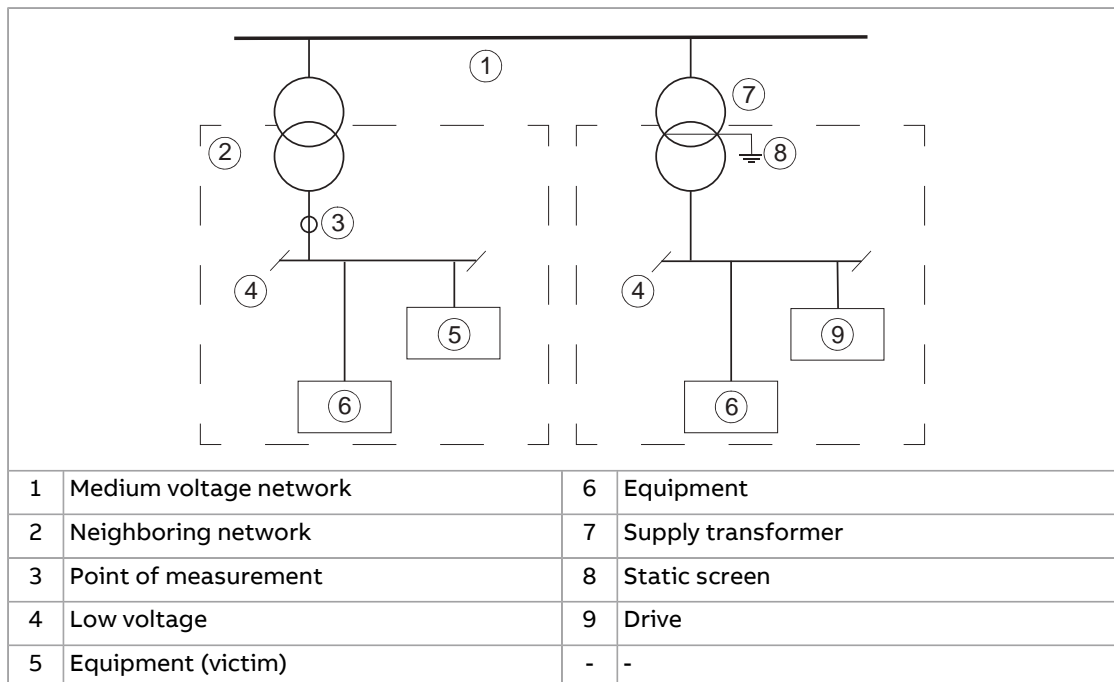 1
7
2
8
3
4
4
5
9
6
6
1 Medium voltage network 6 Equipment
2 Neighboring network 7 Supply transformer
3 Point of measurement 8 Static screen
4 Low voltage 9 Drive
5 Equipment (victim) - -